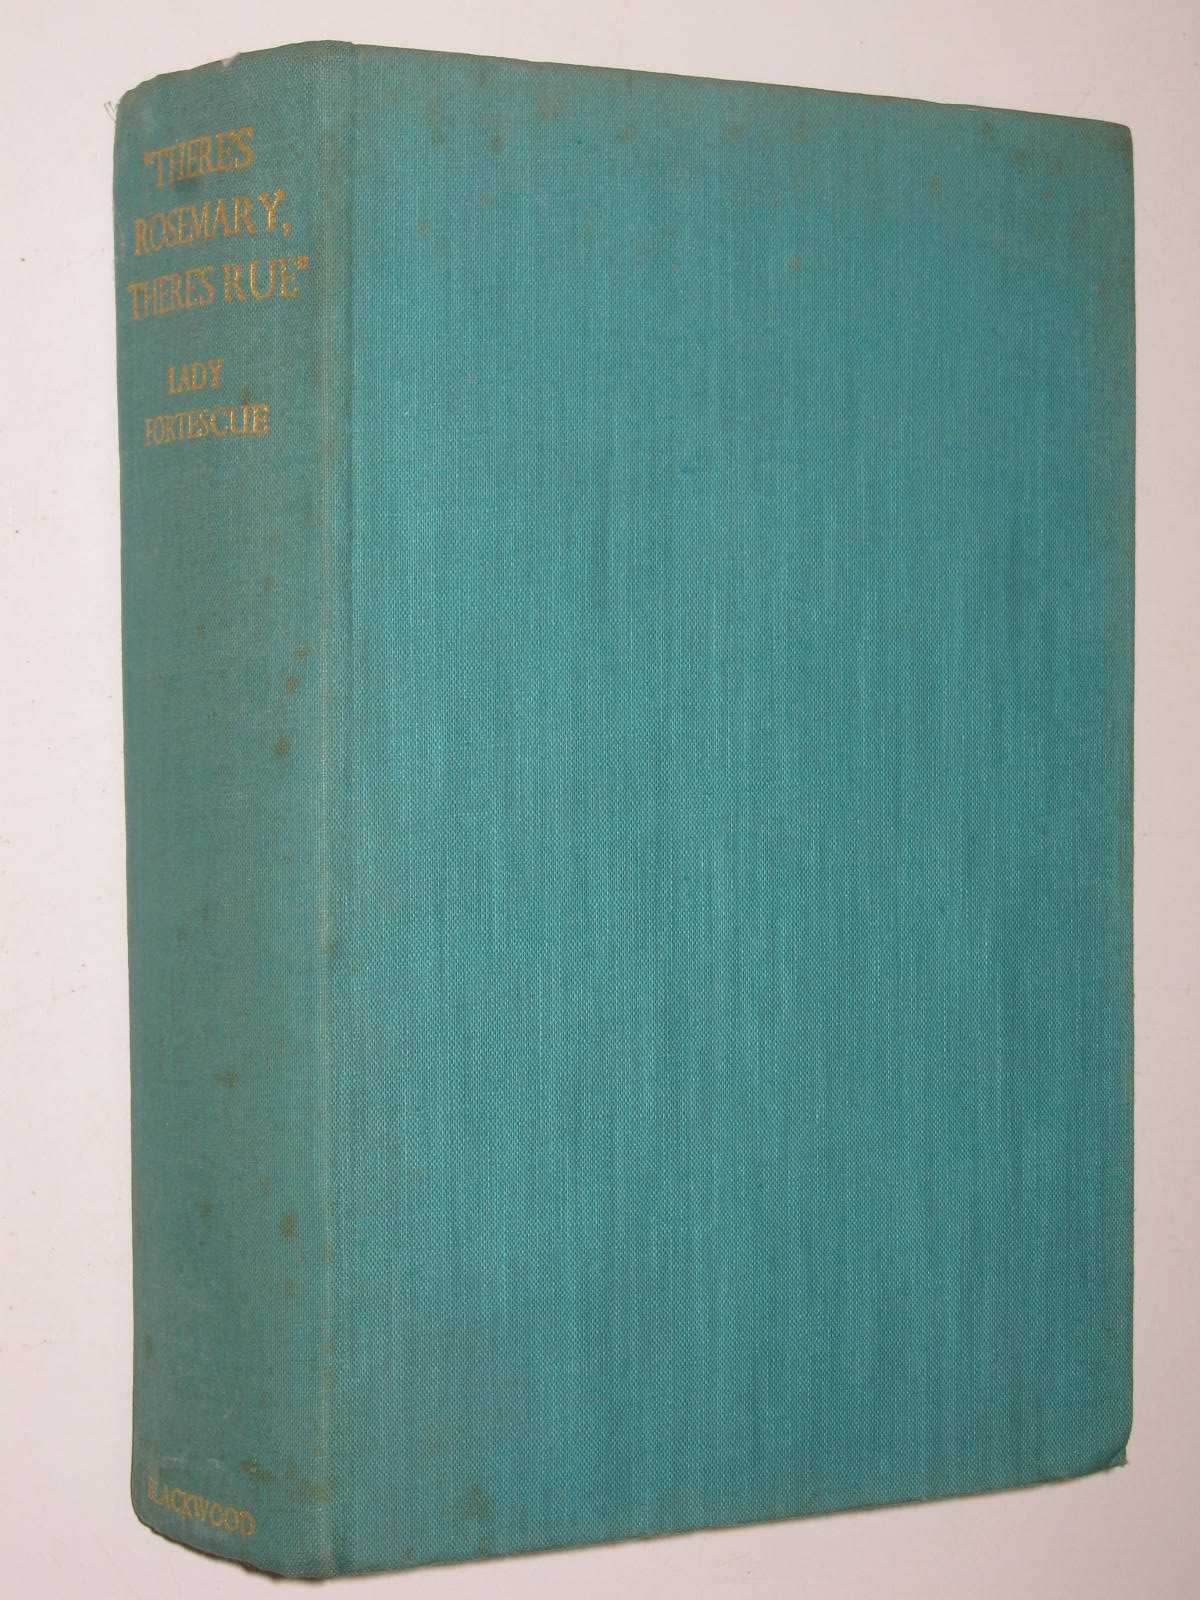 "THERE'S
ROSEMARY,
THERE'S RUE"
LADY
FORTESCUE
BLACKWOOD